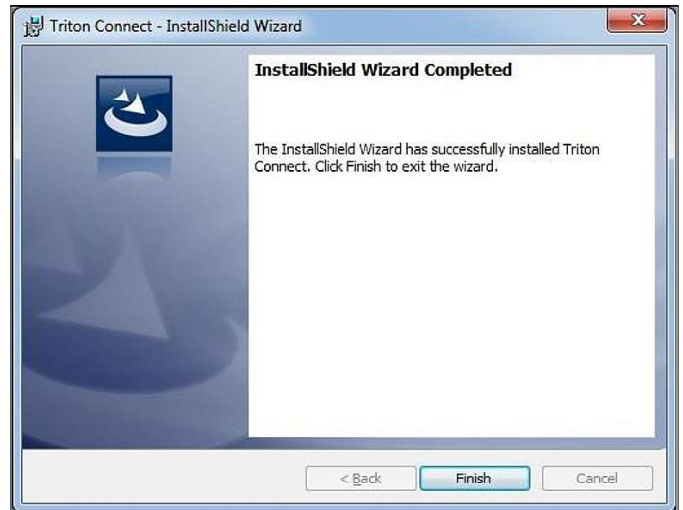 Triton Connect - InstallShield Wizard
InstallShield Wizard Completed
The InstallShield Wizard has successfully installed Triton
Connect. Click Finish to exit the wizard.
< Back
Finish
Cancel